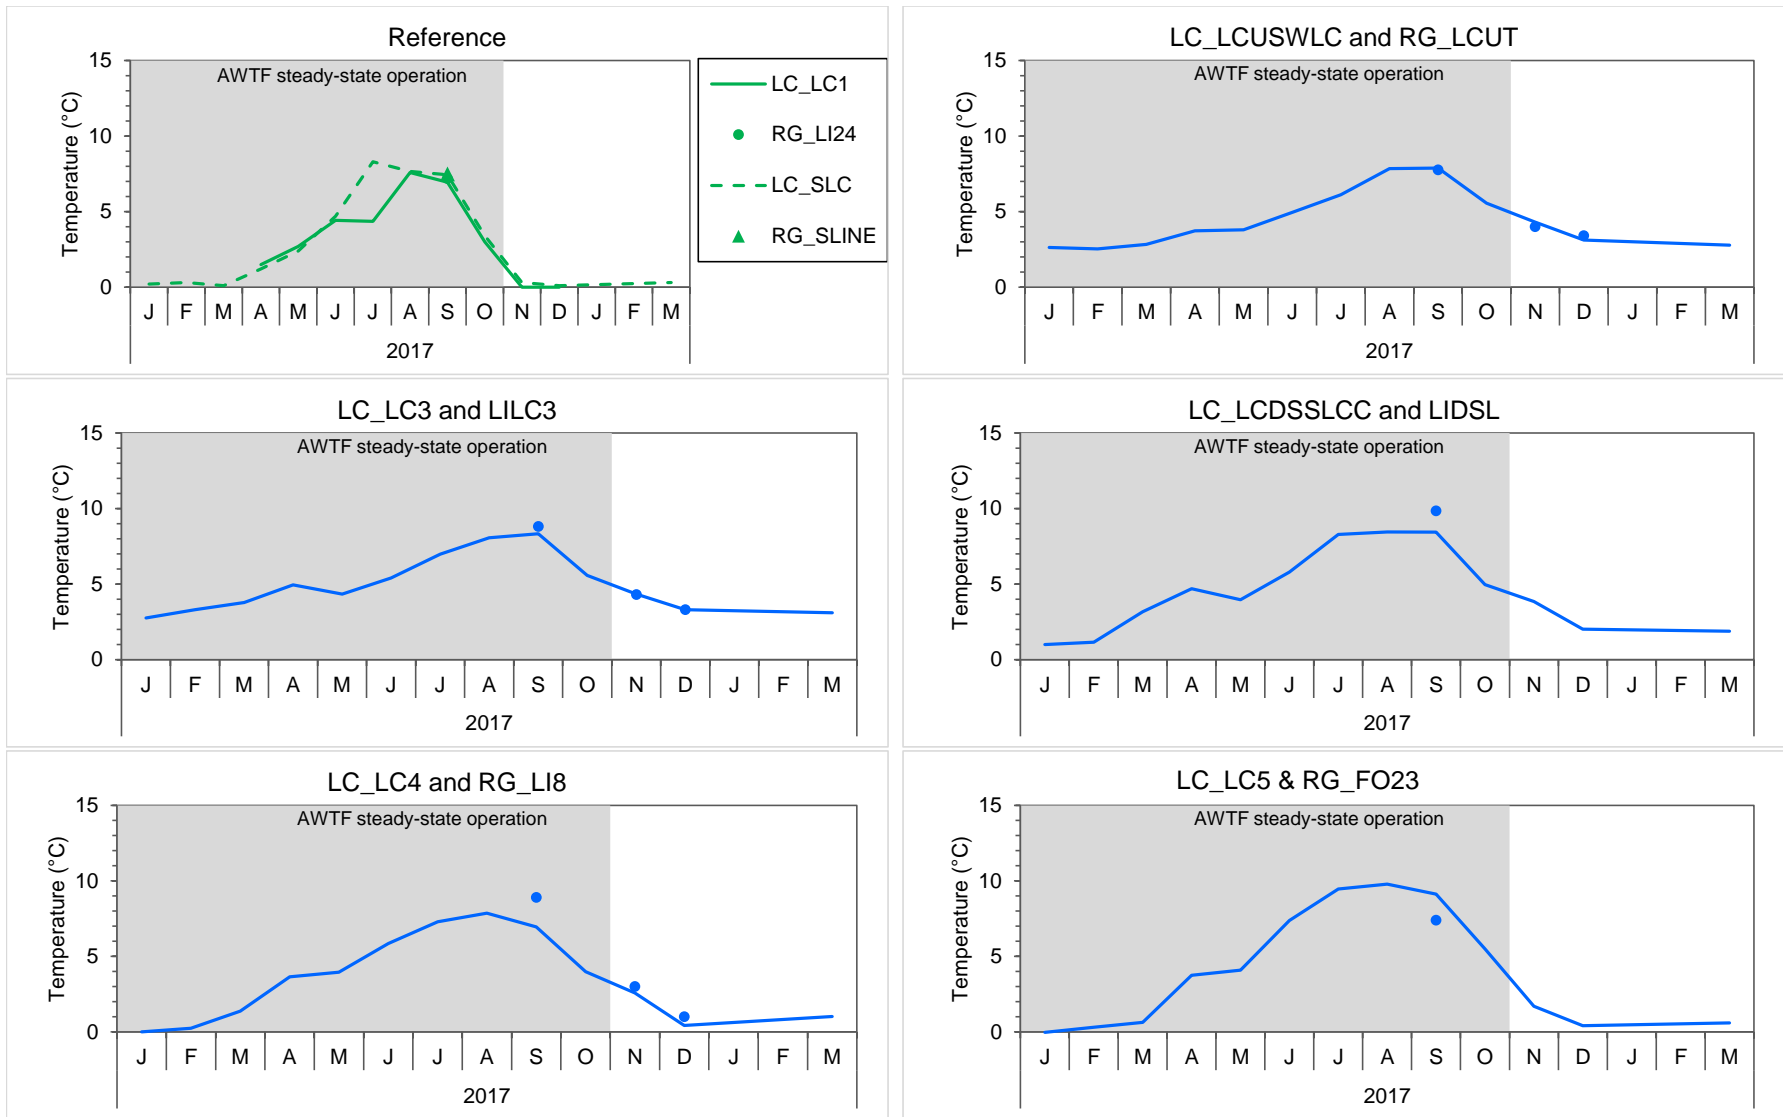 Reference
AWTF steady-state operation
Temperature (°C)
15
10
5
0
J F M A M J J A S O N D J F M
2017
LC_LC1
RG_LI24
LC_SLC
RG_SLINE
LC_LCUSWLC and RG_LCUT
AWTF steady-state operation
Temperature (°C)
15
10
5
0
J F M A M J J A S O N D J F M
2017
LC_LC3 and LILC3
AWTF steady-state operation
Temperature (°C)
15
10
5
0
J F M A M J J A S O N D J F M
2017
LC_LCDSSLCC and LIDSL
AWTF steady-state operation
Temperature (°C)
15
10
5
0
J F M A M J J A S O N D J F M
2017
LC_LC4 and RG_LI8
AWTF steady-state operation
Temperature (°C)
15
10
5
0
J F M A M J J A S O N D J F M
2017
LC_LC5 & RG_FO23
AWTF steady-state operation
Temperature (°C)
15
10
5
0
J F M A M J J A S O N D J F M
2017